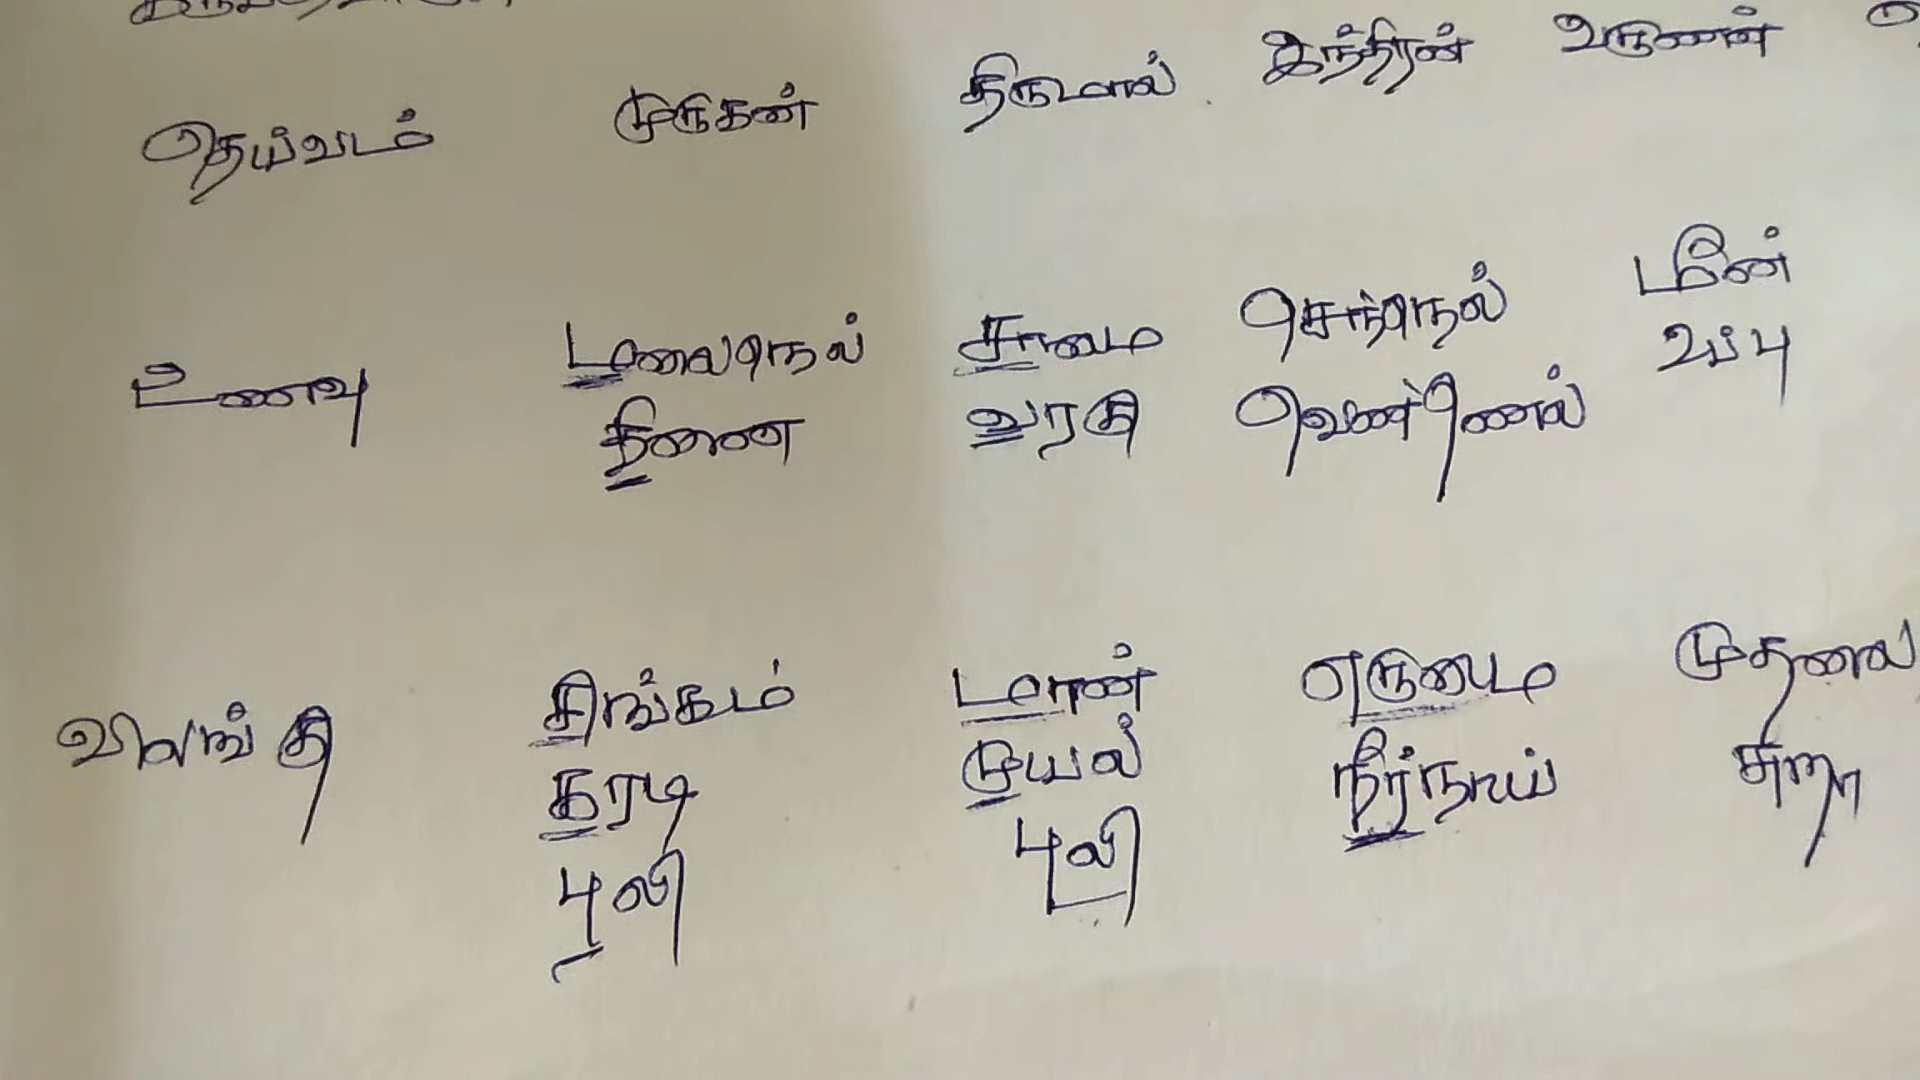 தெய்வம் முருகன் திருமால் இந்திரன் வருணன்
உணவு மலைநெல் சாமை செந்நெல் மீன்
தினை வரகு வெண்ணெல் உப்பு
விலங்கு சிங்கம் மான் எருமை முதலை
கரடி முயல் நீர்நாய் சுறா
புலி புலி